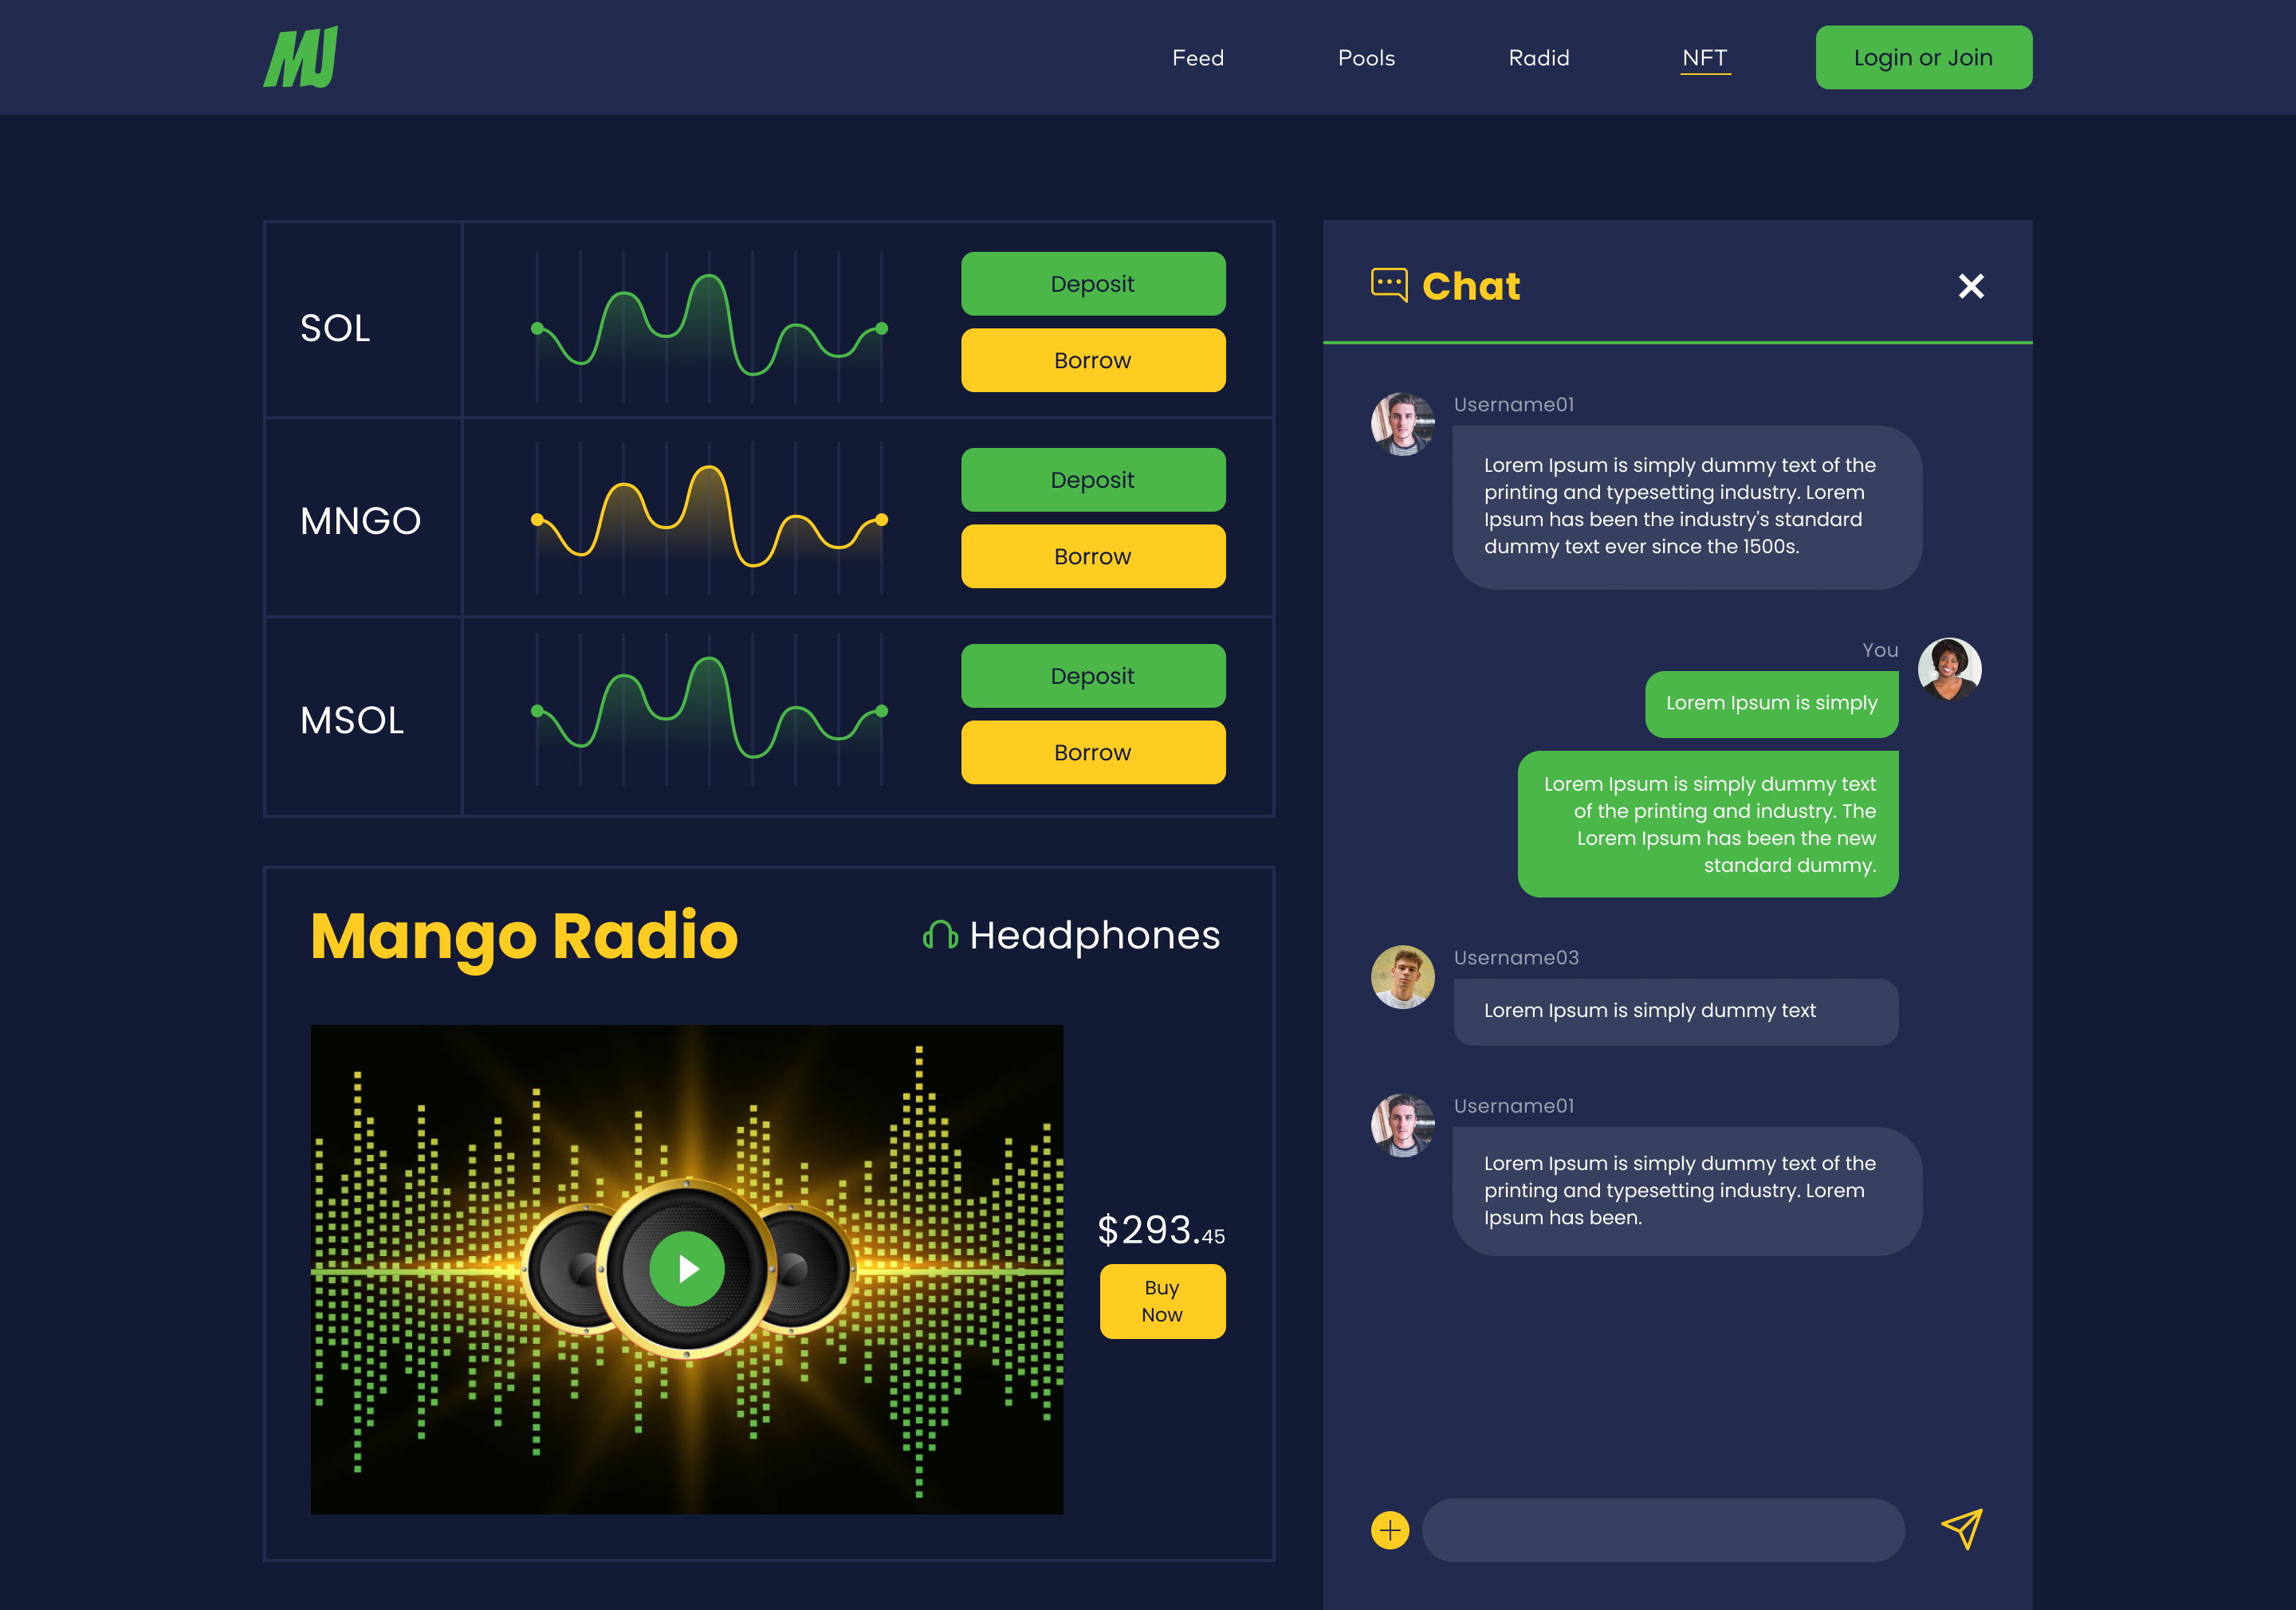 MJ
Feed
Pools
Radid
NFT
Login or Join
SOL
Deposit
Borrow
MNGO
Deposit
Borrow
MSOL
Deposit
Borrow
Mango Radio
Headphones
$293.45
Buy
Now
Chat
Username01
Lorem Ipsum is simply dummy text of the
printing and typesetting industry. Lorem
Ipsum has been the industry's standard
dummy text ever since the 1500s.
You
Lorem Ipsum is simply
Lorem Ipsum is simply dummy text
of the printing and industry. The
Lorem Ipsum has been the new
standard dummy.
Username03
Lorem Ipsum is simply dummy text
Username01
Lorem Ipsum is simply dummy text of the
printing and typesetting industry. Lorem
Ipsum has been.